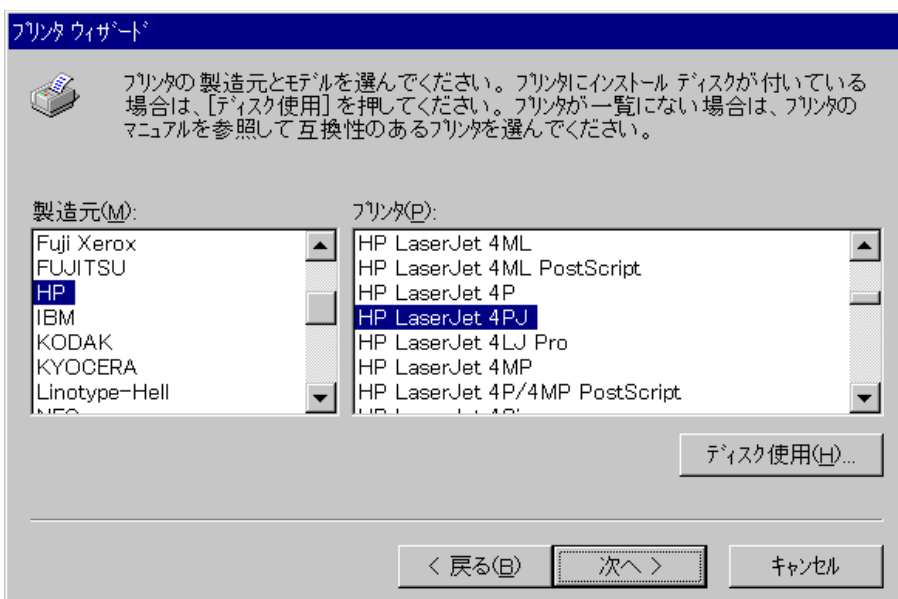 ﾌﾟﾘﾝﾀ ｳｨｻﾞｰﾄﾞ
ﾌﾟﾘﾝﾀの製造元とﾓﾃﾞﾙを選んでください。ﾌﾟﾘﾝﾀにｲﾝｽﾄｰﾙ ﾃﾞｨｽｸが付いている
場合は、[ﾃﾞｨｽｸ使用] を押してください。ﾌﾟﾘﾝﾀが一覧にない場合は、ﾌﾟﾘﾝﾀの
ﾏﾆｭｱﾙを参照して互換性のあるﾌﾟﾘﾝﾀを選んでください。
製造元(M):
Fuji Xerox
FUJITSU
HP
IBM
KODAK
KYOCERA
Linotype-Hell
ﾌﾟﾘﾝﾀ(P):
HP LaserJet 4ML
HP LaserJet 4ML PostScript
HP LaserJet 4P
HP LaserJet 4PJ
HP LaserJet 4LJ Pro
HP LaserJet 4MP
HP LaserJet 4P/4MP PostScript
ﾃﾞｨｽｸ使用(H)...
< 戻る(B)
次へ >
ｷｬﾝｾﾙ